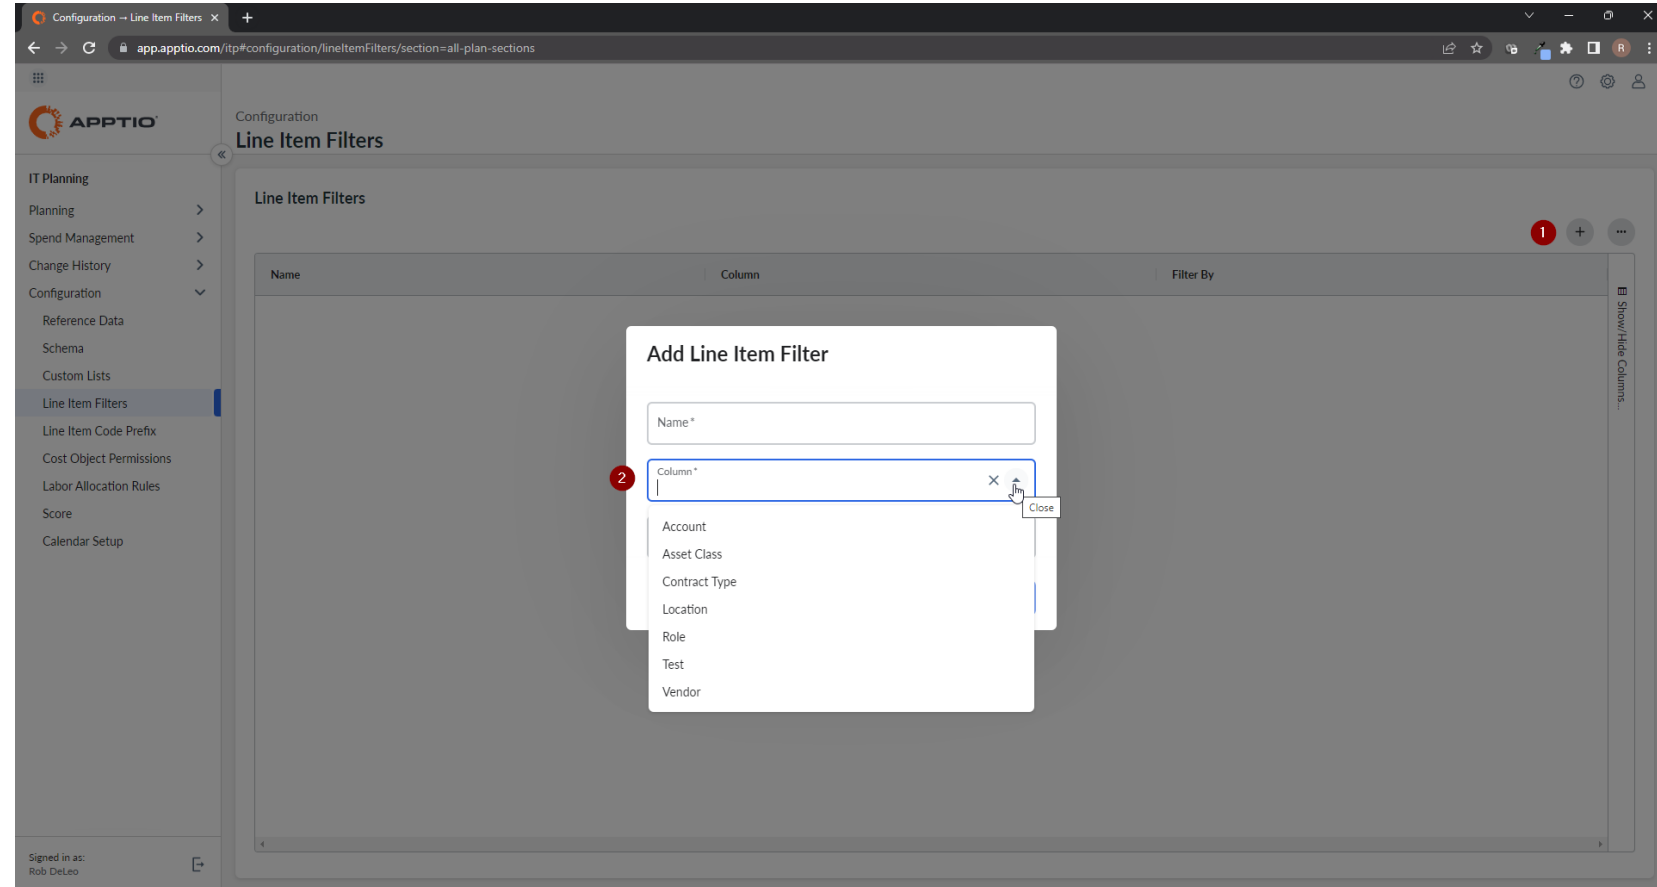 Configuration → Line Item Filters
app.apptio.com/itp#configuration/lineItemFilters/section=all-plan-sections
R
APPTIO
Configuration
Line Item Filters
IT Planning
Planning
Spend Management
Change History
Configuration
Reference Data
Schema
Custom Lists
Line Item Filters
Line Item Code Prefix
Cost Object Permissions
Labor Allocation Rules
Score
Calendar Setup
Signed in as:
Rob DeLeo
Line Item Filters
1
Name Column Filter By
Show/Hide Columns...
Add Line Item Filter
Name*
2
Column*
Close
Account
Asset Class
Contract Type
Location
Role
Test
Vendor